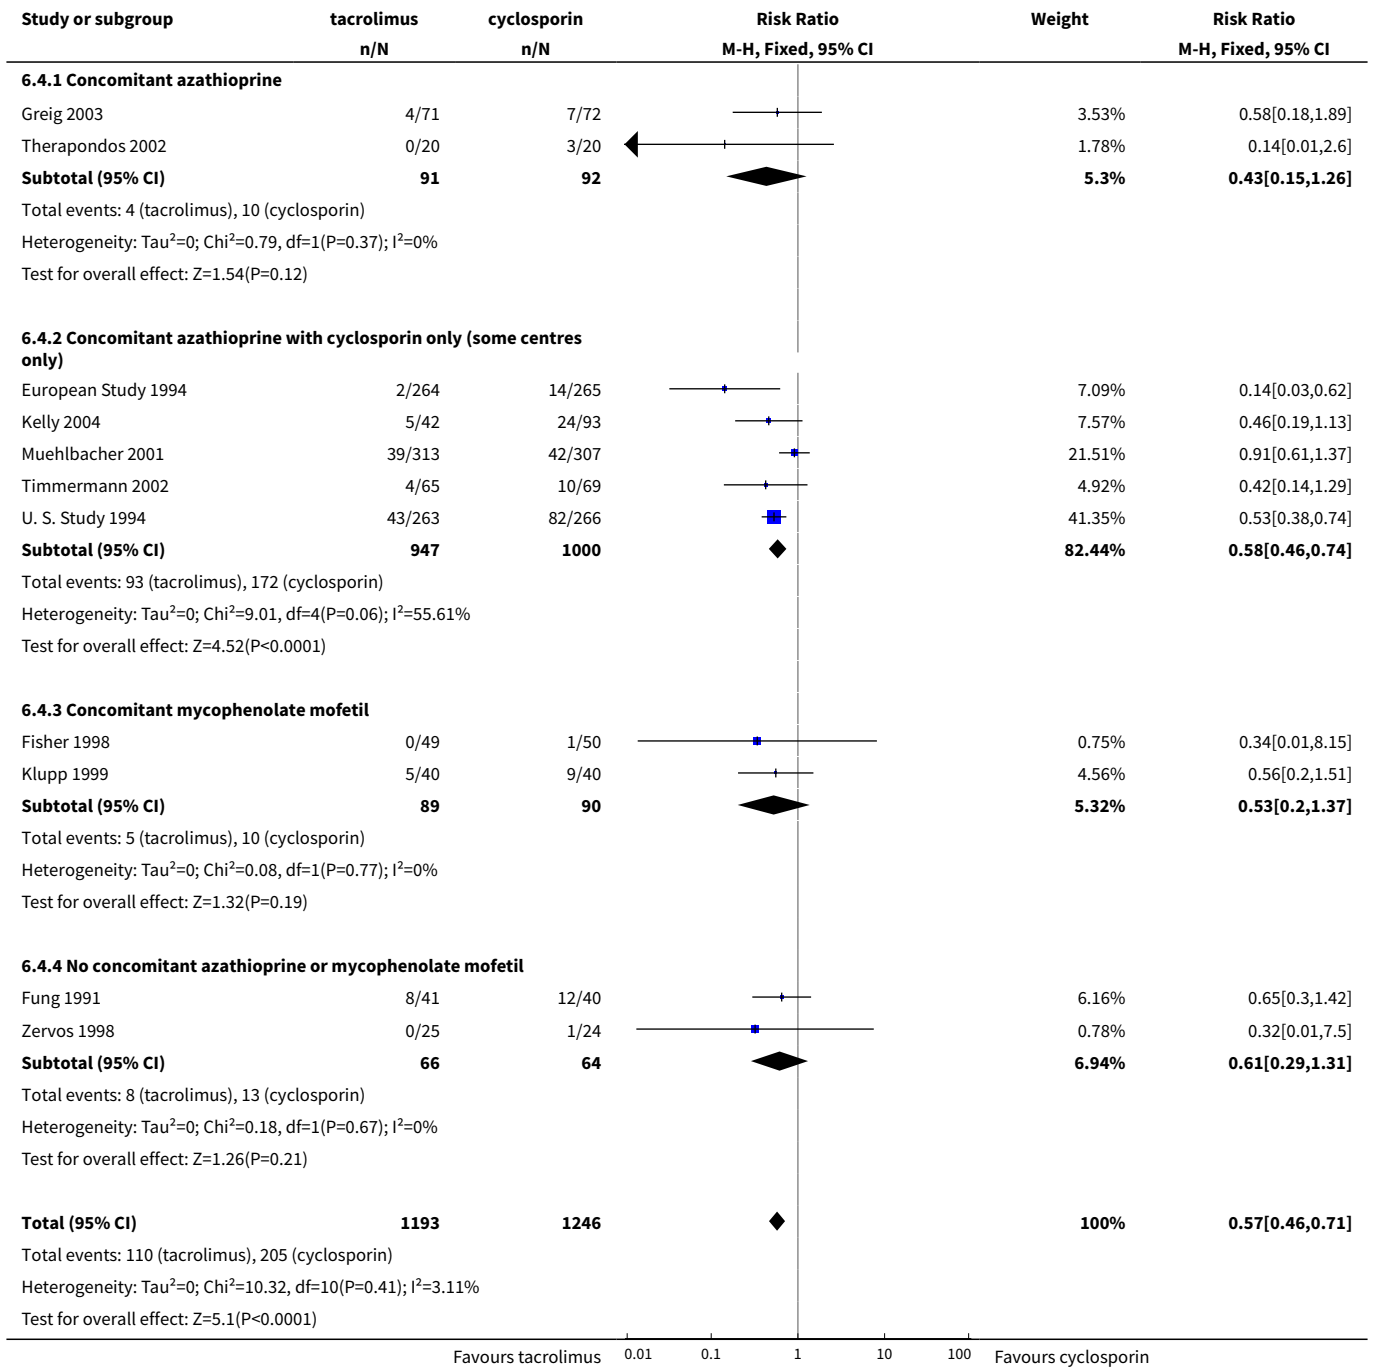 Study or subgroup tacrolimus cyclosporin Risk Ratio Weight Risk Ratio
n/N n/N M-H, Fixed, 95% CI M-H, Fixed, 95% CI
6.4.1 Concomitant azathioprine
Greig 2003 4/71 7/72 3.53% 0.58[0.18,1.89]
Therapondos 2002 0/20 3/20 1.78% 0.14[0.01,2.6]
Subtotal (95% CI) 91 92 5.3% 0.43[0.15,1.26]
Total events: 4 (tacrolimus), 10 (cyclosporin)
Heterogeneity: Tau²=0; Chi²=0.79, df=1(P=0.37); I²=0%
Test for overall effect: Z=1.54(P=0.12)
6.4.2 Concomitant azathioprine with cyclosporin only (some centres
only)
European Study 1994 2/264 14/265 7.09% 0.14[0.03,0.62]
Kelly 2004 5/42 24/93 7.57% 0.46[0.19,1.13]
Muehlbacher 2001 39/313 42/307 21.51% 0.91[0.61,1.37]
Timmermann 2002 4/65 10/69 4.92% 0.42[0.14,1.29]
U. S. Study 1994 43/263 82/266 41.35% 0.53[0.38,0.74]
Subtotal (95% CI) 947 1000 82.44% 0.58[0.46,0.74]
Total events: 93 (tacrolimus), 172 (cyclosporin)
Heterogeneity: Tau²=0; Chi²=9.01, df=4(P=0.06); I²=55.61%
Test for overall effect: Z=4.52(P<0.0001)
6.4.3 Concomitant mycophenolate mofetil
Fisher 1998 0/49 1/50 0.75% 0.34[0.01,8.15]
Klupp 1999 5/40 9/40 4.56% 0.56[0.2,1.51]
Subtotal (95% CI) 89 90 5.32% 0.53[0.2,1.37]
Total events: 5 (tacrolimus), 10 (cyclosporin)
Heterogeneity: Tau²=0; Chi²=0.08, df=1(P=0.77); I²=0%
Test for overall effect: Z=1.32(P=0.19)
6.4.4 No concomitant azathioprine or mycophenolate mofetil
Fung 1991 8/41 12/40 6.16% 0.65[0.3,1.42]
Zervos 1998 0/25 1/24 0.78% 0.32[0.01,7.5]
Subtotal (95% CI) 66 64 6.94% 0.61[0.29,1.31]
Total events: 8 (tacrolimus), 13 (cyclosporin)
Heterogeneity: Tau²=0; Chi²=0.18, df=1(P=0.67); I²=0%
Test for overall effect: Z=1.26(P=0.21)
Total (95% CI) 1193 1246 100% 0.57[0.46,0.71]
Total events: 110 (tacrolimus), 205 (cyclosporin)
Heterogeneity: Tau²=0; Chi²=10.32, df=10(P=0.41); I²=3.11%
Test for overall effect: Z=5.1(P<0.0001)
Favours tacrolimus 0.01 0.1 1 10 100 Favours cyclosporin